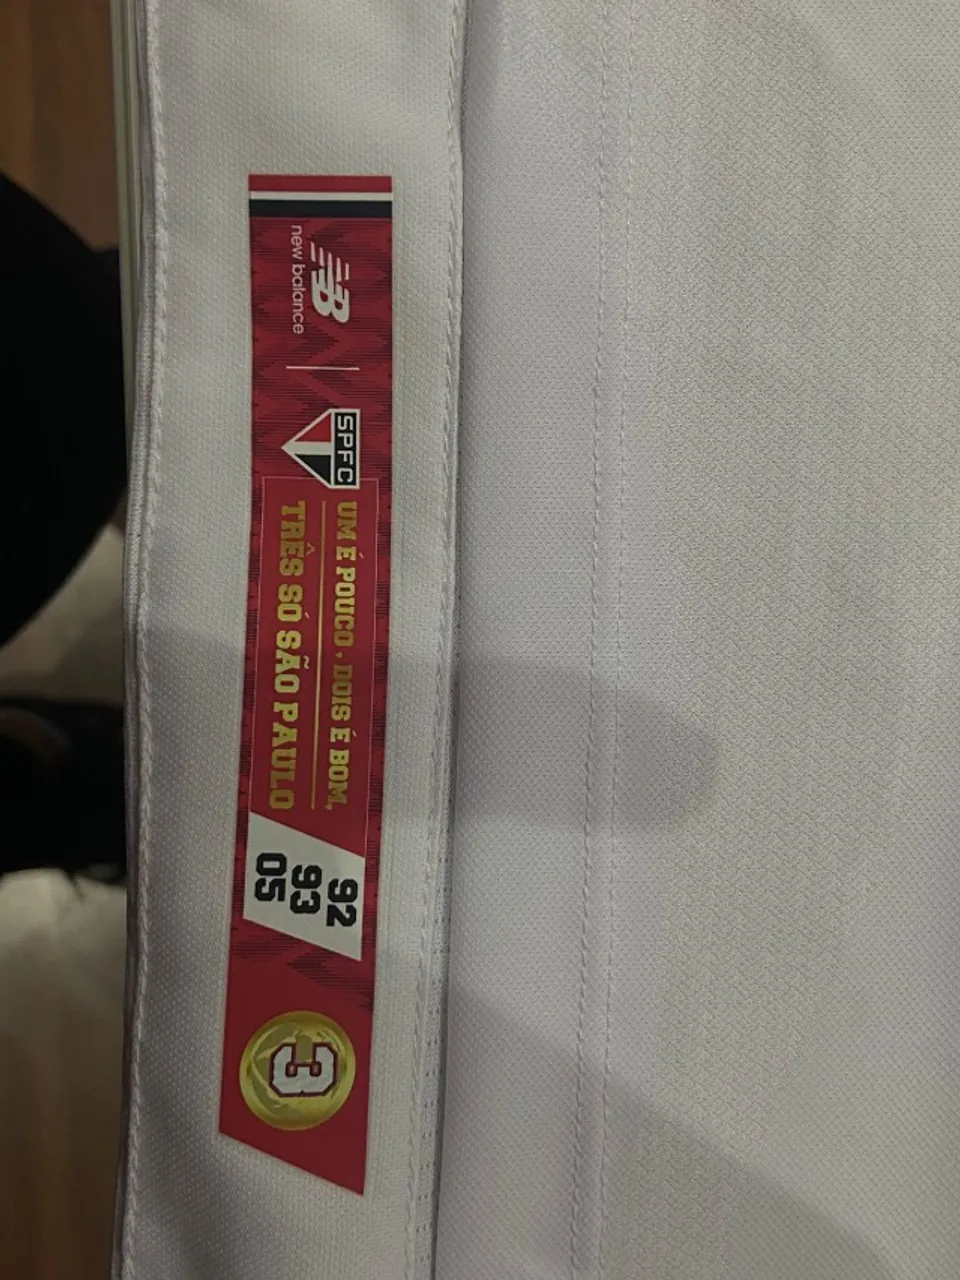 new balance
SPFC
UM É POUCO, DOIS É BOM,
TRÊS SÓ SÃO PAULO
92
93
05
3